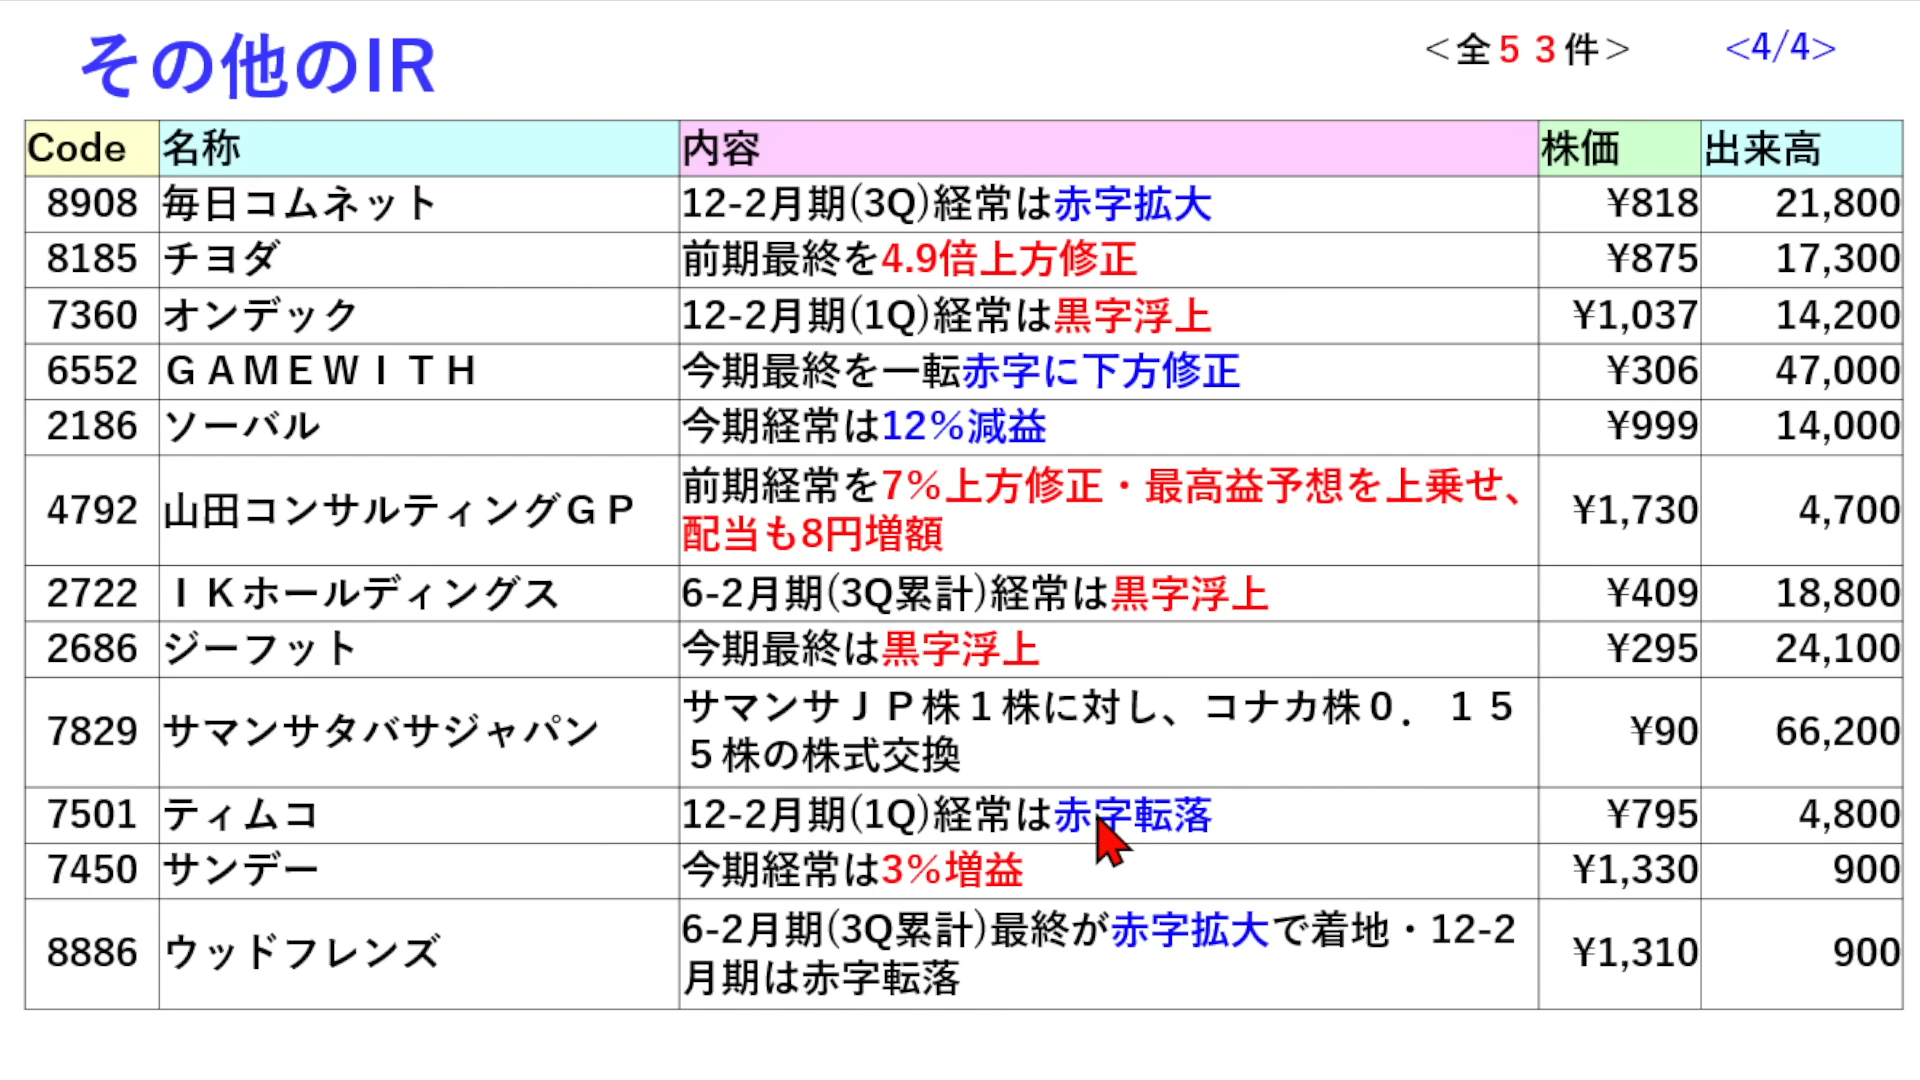 その他のIR
＜全５３件＞
<4/4>
Code 名称 内容 株価 出来高
8908 毎日コムネット 12-2月期(3Q)経常は赤字拡大 ¥818 21,800
8185 チヨダ 前期最終を4.9倍上方修正 ¥875 17,300
7360 オンデック 12-2月期(1Q)経常は黒字浮上 ¥1,037 14,200
6552 ＧＡＭＥＷＩＴＨ 今期最終を一転赤字に下方修正 ¥306 47,000
2186 ソーバル 今期経常は12%減益 ¥999 14,000
4792 山田コンサルティングＧＰ 前期経常を7%上方修正・最高益予想を上乗せ、
配当も8円増額 ¥1,730 4,700
2722 ＩＫホールディングス 6-2月期(3Q累計)経常は黒字浮上 ¥409 18,800
2686 ジーフット 今期最終は黒字浮上 ¥295 24,100
7829 サマンサタバサジャパン サマンサＪＰ株１株に対し、コナカ株０．１５
５株の株式交換 ¥90 66,200
7501 ティムコ 12-2月期(1Q)経常は赤字転落 ¥795 4,800
7450 サンデー 今期経常は3%増益 ¥1,330 900
8886 ウッドフレンズ 6-2月期(3Q累計)最終が赤字拡大で着地・12-2
月期は赤字転落 ¥1,310 900